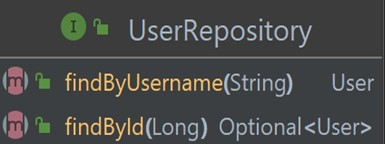 UserRepository
findByUsername(String) User
findById(Long) Optional<User>